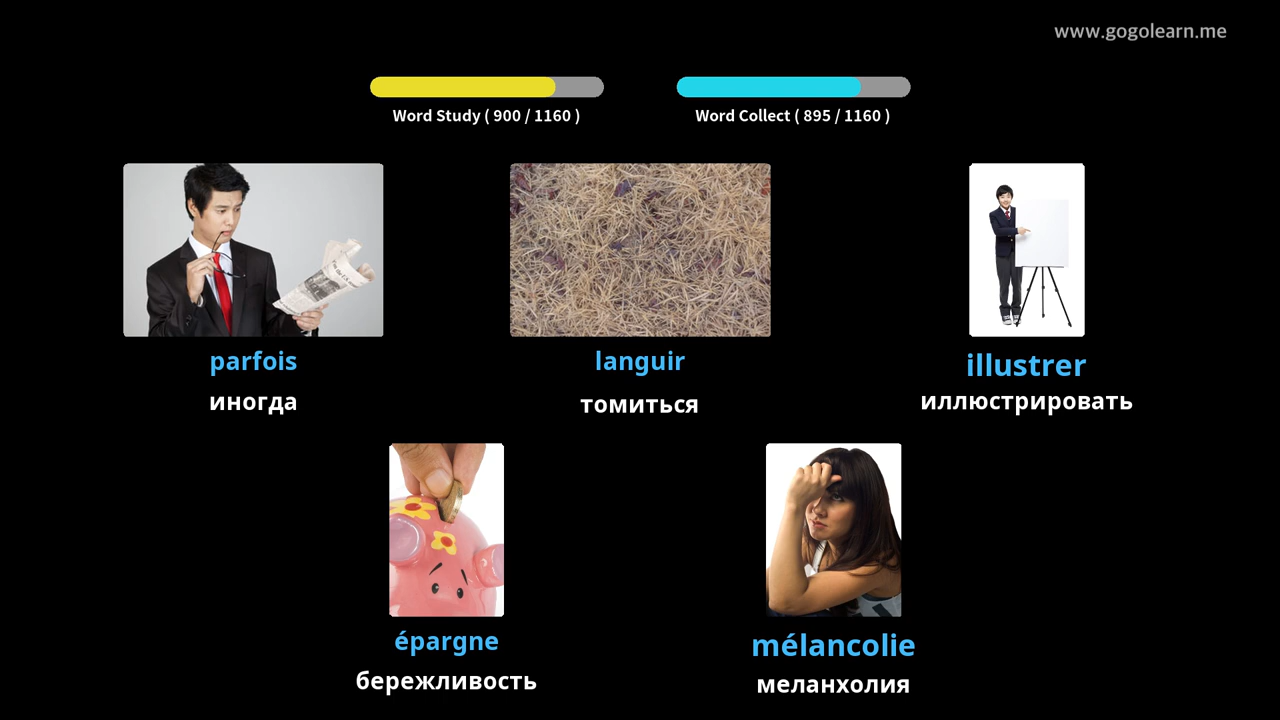 www.gogolearn.me
Word Study ( 900 / 1160 )
Word Collect ( 895 / 1160 )
parfois
languir
illustrer
иногда
томиться
иллюстрировать
épargne
mélancolie
бережливость
меланхолия